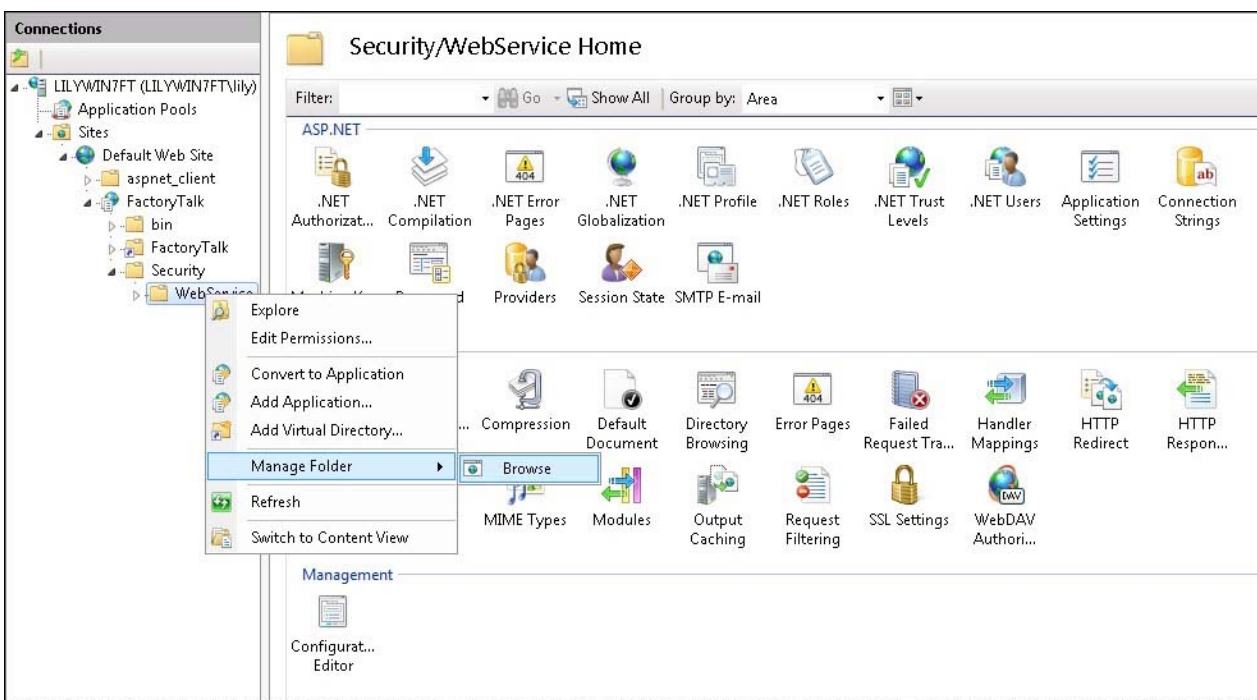 Connections
LILYWIN7FT (LILYWIN7FT\lily)
Application Pools
Sites
Default Web Site
aspnet_client
FactoryTalk
bin
FactoryTalk
Security
WebService
Explore
Edit Permissions...
Convert to Application
Add Application...
Add Virtual Directory...
Manage Folder
Browse
Refresh
Switch to Content View
Security/WebService Home
Filter: Go Show All Group by: Area
ASP.NET
.NET Authorizat...
.NET Compilation
.NET Error Pages
.NET Globalization
.NET Profile
.NET Roles
.NET Trust Levels
.NET Users
Application Settings
Connection Strings
Providers
Session State
SMTP E-mail
Compression
Default Document
Directory Browsing
Error Pages
Failed Request Tra...
Handler Mappings
HTTP Redirect
HTTP Respon...
MIME Types
Modules
Output Caching
Request Filtering
SSL Settings
WebDAV Authori...
Management
Configurat... Editor